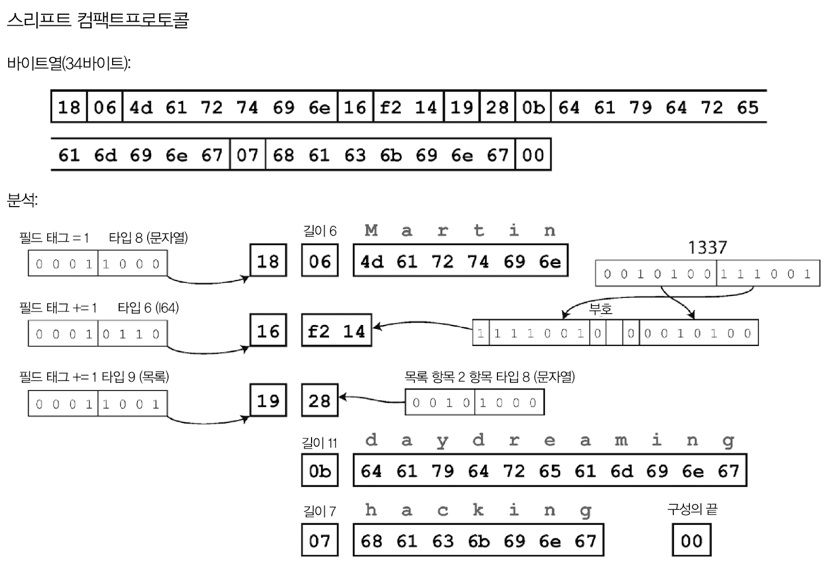 스리프트 컴팩트프로토콜
바이트열(34바이트):
18 06 4d 61 72 74 69 6e 16 f2 14 19 28 0b 64 61 79 64 72 65
61 6d 69 6e 67 07 68 61 63 6b 69 6e 67 00
분석:
필드 태그 = 1 타입 8 (문자열)
0 0 0 1 1 0 0 0
18
길이 6
06
M a r t i n
4d 61 72 74 69 6e
1337
0 0 1 0 1 0 0 1 1 1 0 0 1
필드 태그 += 1 타입 6 (I64)
0 0 0 1 0 1 1 0
16
f2 14
부호
1 1 1 1 0 0 1 0 0 0 0 1 0 1 0 0
필드 태그 += 1 타입 9 (목록)
0 0 0 1 1 0 0 1
19
28
목록 항목 2 항목 타입 8 (문자열)
0 0 1 0 1 0 0 0
길이 11
0b
d a y d r e a m i n g
64 61 79 64 72 65 61 6d 69 6e 67
길이 7
07
h a c k i n g
68 61 63 6b 69 6e 67
구성의 끝
00